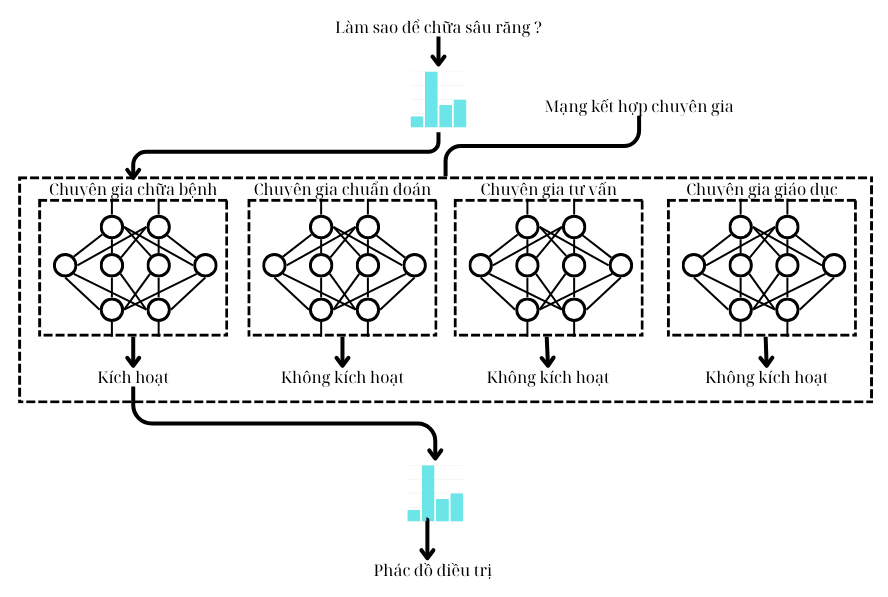 Làm sao để chữa sâu răng ?
Mạng kết hợp chuyên gia
Chuyên gia chữa bệnh
Chuyên gia chuẩn đoán
Chuyên gia tư vấn
Chuyên gia giáo dục
Kích hoạt
Không kích hoạt
Không kích hoạt
Không kích hoạt
Phác đồ điều trị